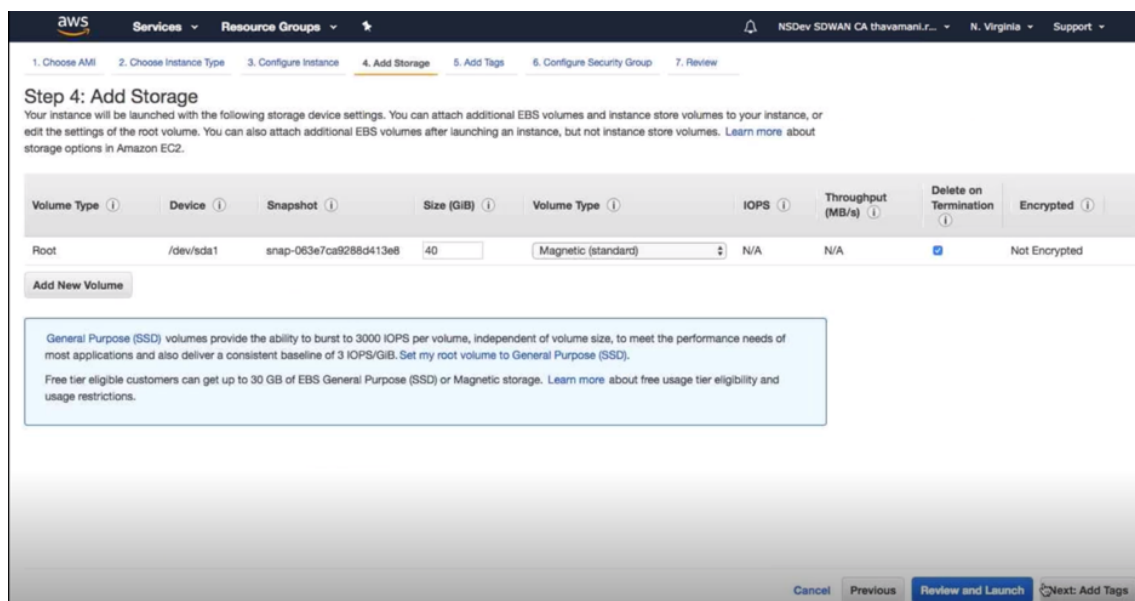 aws Services Resource Groups NSDev SDWAN CA thavamani.r... N. Virginia Support
1. Choose AMI 2. Choose Instance Type 3. Configure Instance 4. Add Storage 5. Add Tags 6. Configure Security Group 7. Review
Step 4: Add Storage
Your instance will be launched with the following storage device settings. You can attach additional EBS volumes and instance store volumes to your instance, or
edit the settings of the root volume. You can also attach additional EBS volumes after launching an instance, but not instance store volumes. Learn more about
storage options in Amazon EC2.
Volume Type Device Snapshot Size (GiB) Volume Type IOPS Throughput (MB/s) Delete on Termination Encrypted
Root /dev/sda1 snap-063e7ca9288d413e8 40 Magnetic (standard) N/A N/A Not Encrypted
Add New Volume
General Purpose (SSD) volumes provide the ability to burst to 3000 IOPS per volume, independent of volume size, to meet the performance needs of
most applications and also deliver a consistent baseline of 3 IOPS/GiB. Set my root volume to General Purpose (SSD).
Free tier eligible customers can get up to 30 GB of EBS General Purpose (SSD) or Magnetic storage. Learn more about free usage tier eligibility and
usage restrictions.
Cancel Previous Review and Launch Next: Add Tags